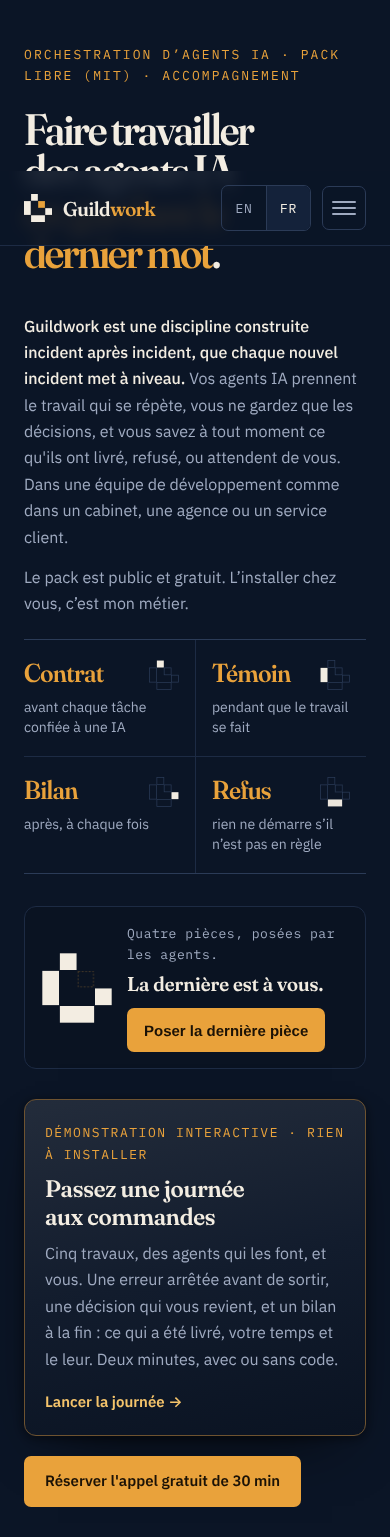 ORCHESTRATION D'AGENTS IA · PACK
LIBRE (MIT) · ACCOMPAGNEMENT
Faire travailler
des agents IA
Guildwork
EN
FR
dernier mot.
Guildwork est une discipline construite
incident après incident, que chaque nouvel
incident met à niveau. Vos agents IA prennent
le travail qui se répète, vous ne gardez que les
décisions, et vous savez à tout moment ce
qu'ils ont livré, refusé, ou attendent de vous.
Dans une équipe de développement comme
dans un cabinet, une agence ou un service
client.
Le pack est public et gratuit. L’installer chez
vous, c’est mon métier.
Contrat
avant chaque tâche
confiée à une IA
Témoin
pendant que le travail
se fait
Bilan
après, à chaque fois
Refus
rien ne démarre s’il
n’est pas en règle
Quatre pièces, posées par
les agents.
La dernière est à vous.
Poser la dernière pièce
DÉMONSTRATION INTERACTIVE · RIEN
À INSTALLER
Passez une journée
aux commandes
Cinq travaux, des agents qui les font, et
vous. Une erreur arrêtée avant de sortir,
une décision qui vous revient, et un bilan
à la fin : ce qui a été livré, votre temps et
le leur. Deux minutes, avec ou sans code.
Lancer la journée →
Réserver l'appel gratuit de 30 min